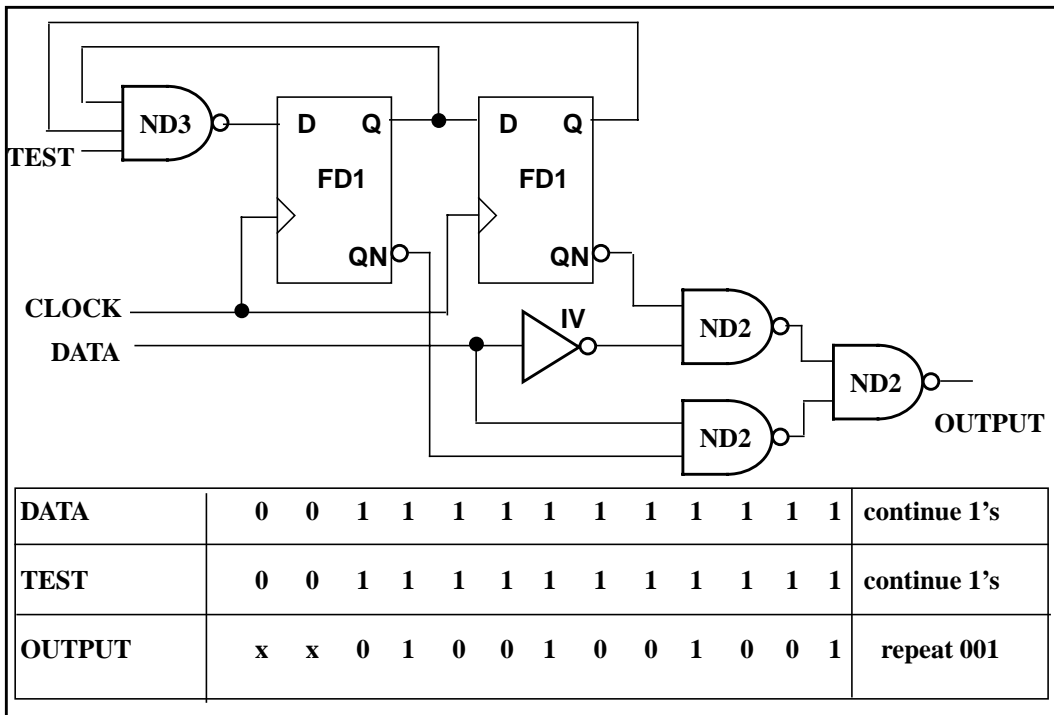 ND3
D Q
D Q
TEST
FD1
FD1
QN
QN
CLOCK
IV
ND2
DATA
ND2
ND2
OUTPUT
DATA 0 0 1 1 1 1 1 1 1 1 1 1 1 continue 1’s
TEST 0 0 1 1 1 1 1 1 1 1 1 1 1 continue 1’s
OUTPUT x x 0 1 0 0 1 0 0 1 0 0 1 repeat 001